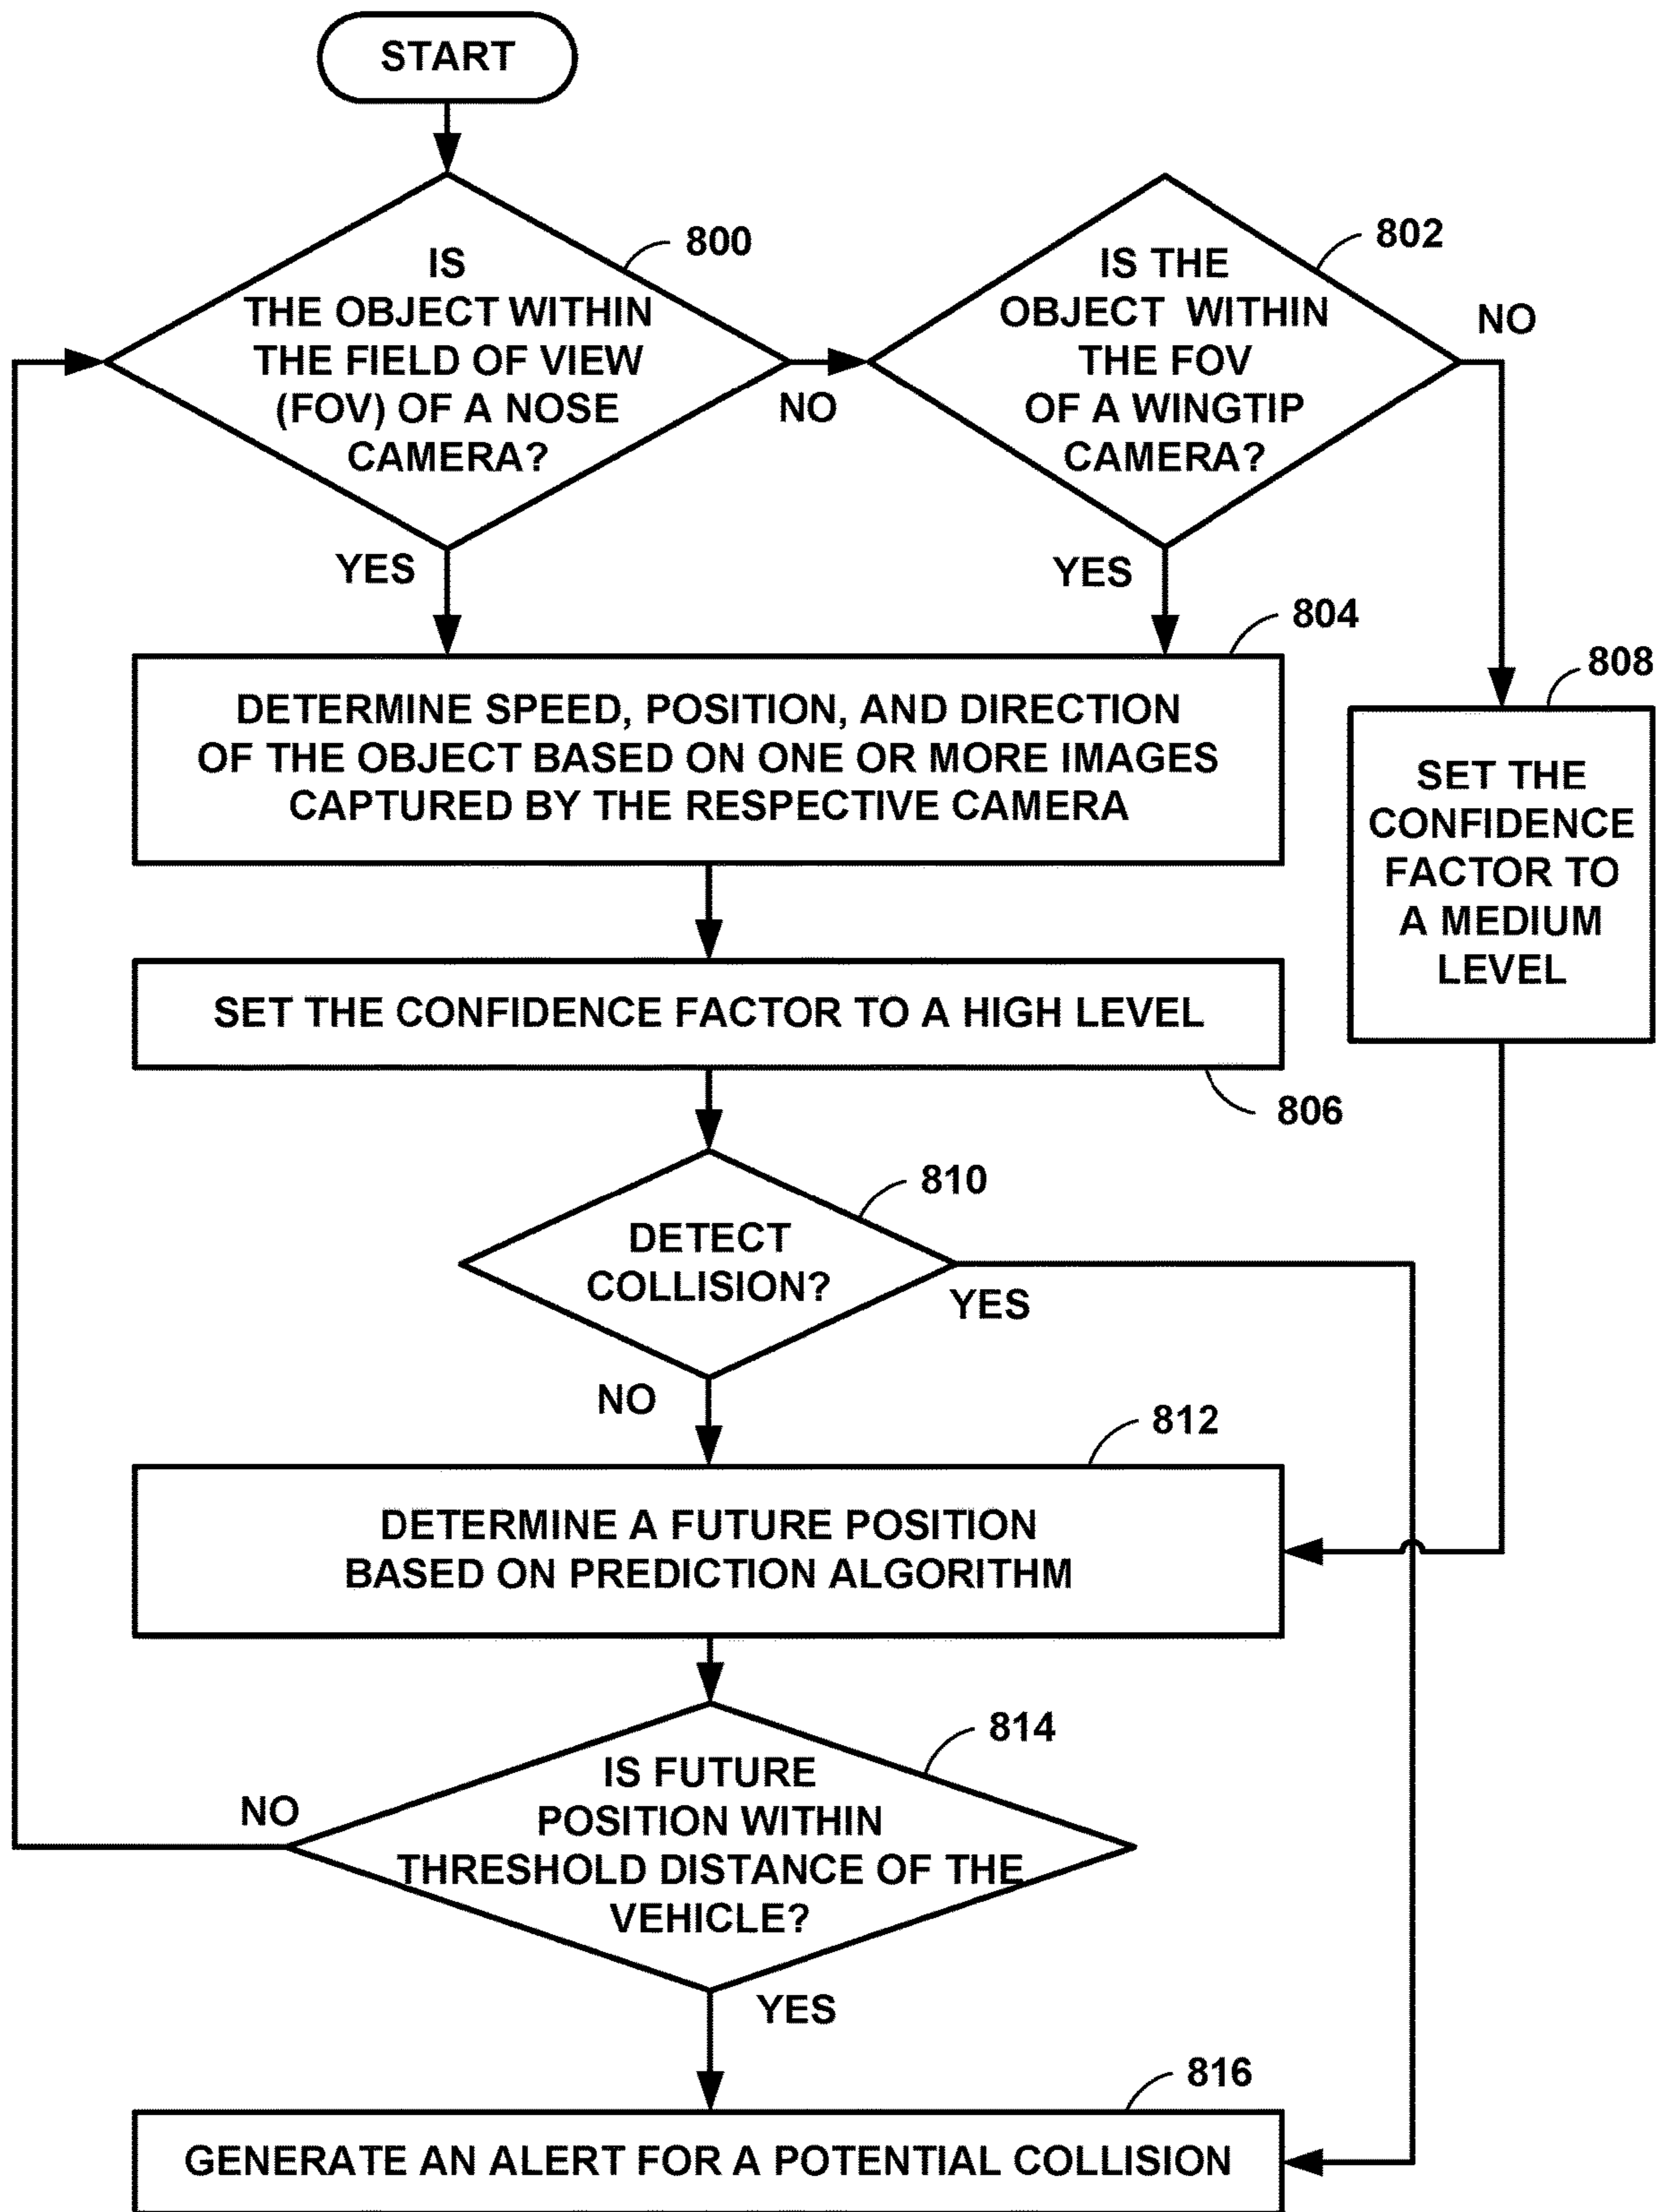 START
800
IS
THE OBJECT WITHIN
THE FIELD OF VIEW
(FOV) OF A NOSE
CAMERA?
NO
YES
802
IS THE
OBJECT WITHIN
THE FOV
OF A WINGTIP
CAMERA?
NO
YES
804
DETERMINE SPEED, POSITION, AND DIRECTION
OF THE OBJECT BASED ON ONE OR MORE IMAGES
CAPTURED BY THE RESPECTIVE CAMERA
808
SET THE
CONFIDENCE
FACTOR TO
A MEDIUM
LEVEL
SET THE CONFIDENCE FACTOR TO A HIGH LEVEL
806
810
DETECT
COLLISION?
YES
NO
812
DETERMINE A FUTURE POSITION
BASED ON PREDICTION ALGORITHM
814
IS FUTURE
POSITION WITHIN
THRESHOLD DISTANCE OF THE
VEHICLE?
NO
YES
816
GENERATE AN ALERT FOR A POTENTIAL COLLISION